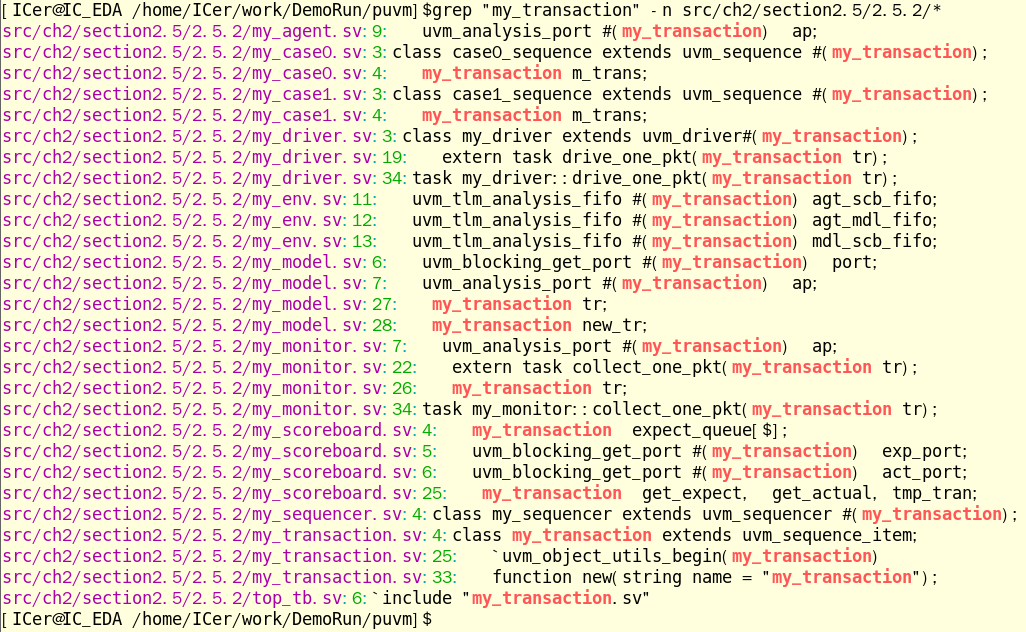 [ICer@IC_EDA /home/ICer/work/DemoRun/puvm]$grep "my_transaction" -n src/ch2/section2.5/2.5.2/*
src/ch2/section2.5/2.5.2/my_agent.sv:9:   uvm_analysis_port #(my_transaction)  ap;
src/ch2/section2.5/2.5.2/my_case0.sv:3:class case0_sequence extends uvm_sequence #(my_transaction);
src/ch2/section2.5/2.5.2/my_case0.sv:4:   my_transaction m_trans;
src/ch2/section2.5/2.5.2/my_case1.sv:3:class case1_sequence extends uvm_sequence #(my_transaction);
src/ch2/section2.5/2.5.2/my_case1.sv:4:   my_transaction m_trans;
src/ch2/section2.5/2.5.2/my_driver.sv:3:class my_driver extends uvm_driver#(my_transaction);
src/ch2/section2.5/2.5.2/my_driver.sv:19:   extern task drive_one_pkt(my_transaction tr);
src/ch2/section2.5/2.5.2/my_driver.sv:34:task my_driver::drive_one_pkt(my_transaction tr);
src/ch2/section2.5/2.5.2/my_env.sv:11:   uvm_tlm_analysis_fifo #(my_transaction) agt_scb_fifo;
src/ch2/section2.5/2.5.2/my_env.sv:12:   uvm_tlm_analysis_fifo #(my_transaction) agt_mdl_fifo;
src/ch2/section2.5/2.5.2/my_env.sv:13:   uvm_tlm_analysis_fifo #(my_transaction) mdl_scb_fifo;
src/ch2/section2.5/2.5.2/my_model.sv:6:   uvm_blocking_get_port #(my_transaction)  port;
src/ch2/section2.5/2.5.2/my_model.sv:7:   uvm_analysis_port #(my_transaction)  ap;
src/ch2/section2.5/2.5.2/my_model.sv:27:   my_transaction tr;
src/ch2/section2.5/2.5.2/my_model.sv:28:   my_transaction new_tr;
src/ch2/section2.5/2.5.2/my_monitor.sv:7:   uvm_analysis_port #(my_transaction)  ap;
src/ch2/section2.5/2.5.2/my_monitor.sv:22:   extern task collect_one_pkt(my_transaction tr);
src/ch2/section2.5/2.5.2/my_monitor.sv:26:   my_transaction tr;
src/ch2/section2.5/2.5.2/my_monitor.sv:34:task my_monitor::collect_one_pkt(my_transaction tr);
src/ch2/section2.5/2.5.2/my_scoreboard.sv:4:   my_transaction  expect_queue[$];
src/ch2/section2.5/2.5.2/my_scoreboard.sv:5:   uvm_blocking_get_port #(my_transaction)  exp_port;
src/ch2/section2.5/2.5.2/my_scoreboard.sv:6:   uvm_blocking_get_port #(my_transaction)  act_port;
src/ch2/section2.5/2.5.2/my_scoreboard.sv:25:   my_transaction  get_expect,  get_actual, tmp_tran;
src/ch2/section2.5/2.5.2/my_sequencer.sv:4:class my_sequencer extends uvm_sequencer #(my_transaction);
src/ch2/section2.5/2.5.2/my_transaction.sv:4:class my_transaction extends uvm_sequence_item;
src/ch2/section2.5/2.5.2/my_transaction.sv:25:   `uvm_object_utils_begin(my_transaction)
src/ch2/section2.5/2.5.2/my_transaction.sv:33:   function new(string name = "my_transaction");
src/ch2/section2.5/2.5.2/top_tb.sv:6:`include "my_transaction.sv"
[ICer@IC_EDA /home/ICer/work/DemoRun/puvm]$